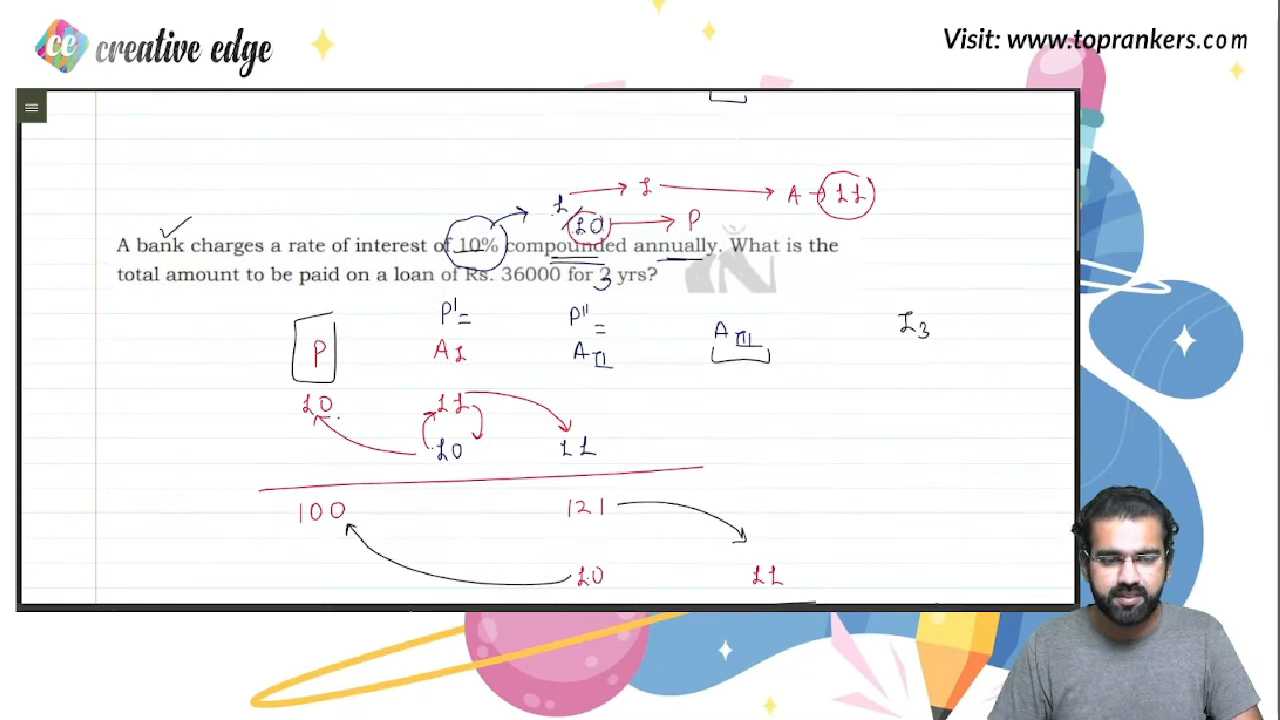 ce creative edge
Visit: www.toprankers.com
1 → 1 → A → 11
10 → P
A bank charges a rate of interest of 10% compounded annually. What is the
total amount to be paid on a loan of Rs. 36000 for 2 yrs?
3
P' = P" =
P A I A II A III I3
10 11
10 11
100 121
10 11